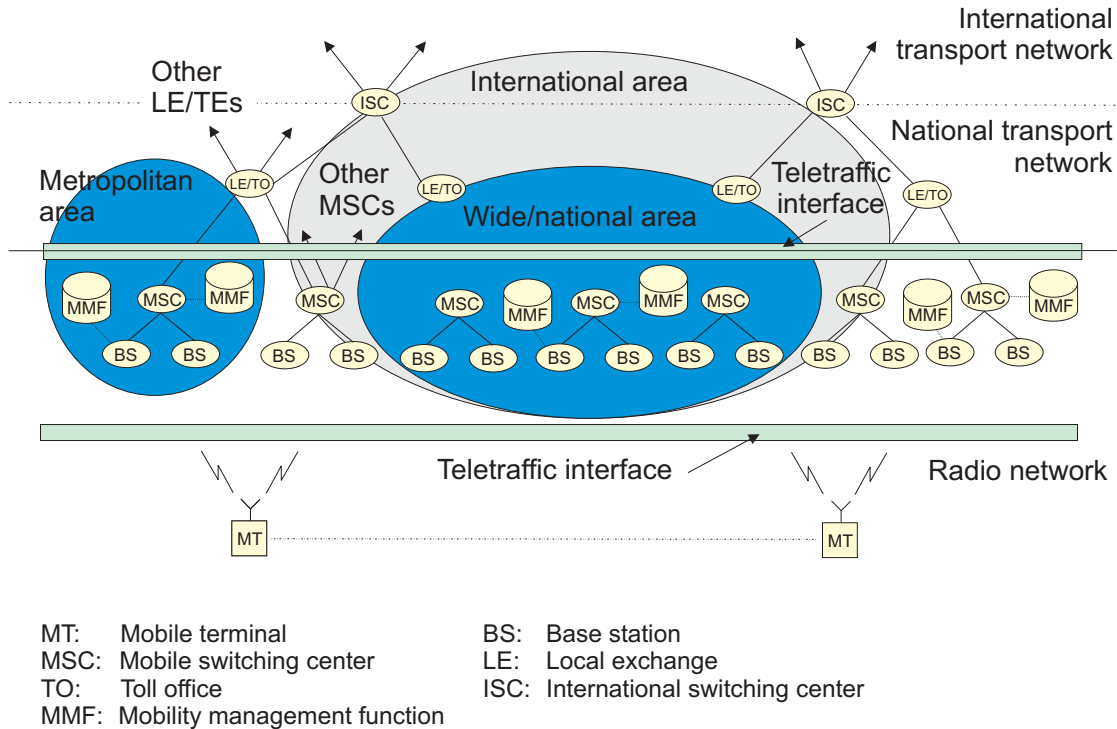 International
transport network
Other
LE/TEs
International area
ISC
ISC
National transport
network
Metropolitan
area
LE/TO
Other
MSCs
LE/TO
LE/TO
Teletraffic
interface
LE/TO
Wide/national area
MMF
MSC
MMF
MSC
MSC
MMF
MSC
MMF
MSC
MSC
MMF
MSC
MMF
BS
BS
BS
BS
BS
BS
BS
BS
BS
BS
BS
BS
BS
BS
Teletraffic interface
Radio network
MT
MT
MT: Mobile terminal
MSC: Mobile switching center
TO: Toll office
MMF: Mobility management function
BS: Base station
LE: Local exchange
ISC: International switching center